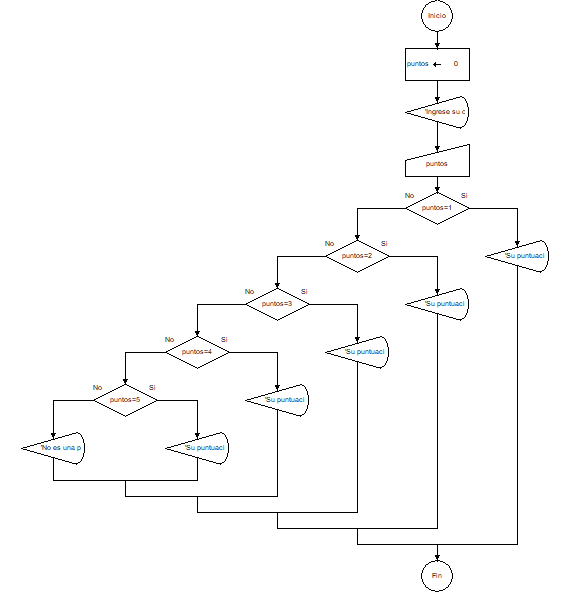 Inicio
puntos ← 0
'Ingrese su c
puntos
No Si
puntos=1
No Si
puntos=2
'Su puntuaci
No Si
puntos=3
'Su puntuaci
No Si
puntos=4
'Su puntuaci
No Si
puntos=5
'Su puntuaci
'No es una p
'Su puntuaci
Fin